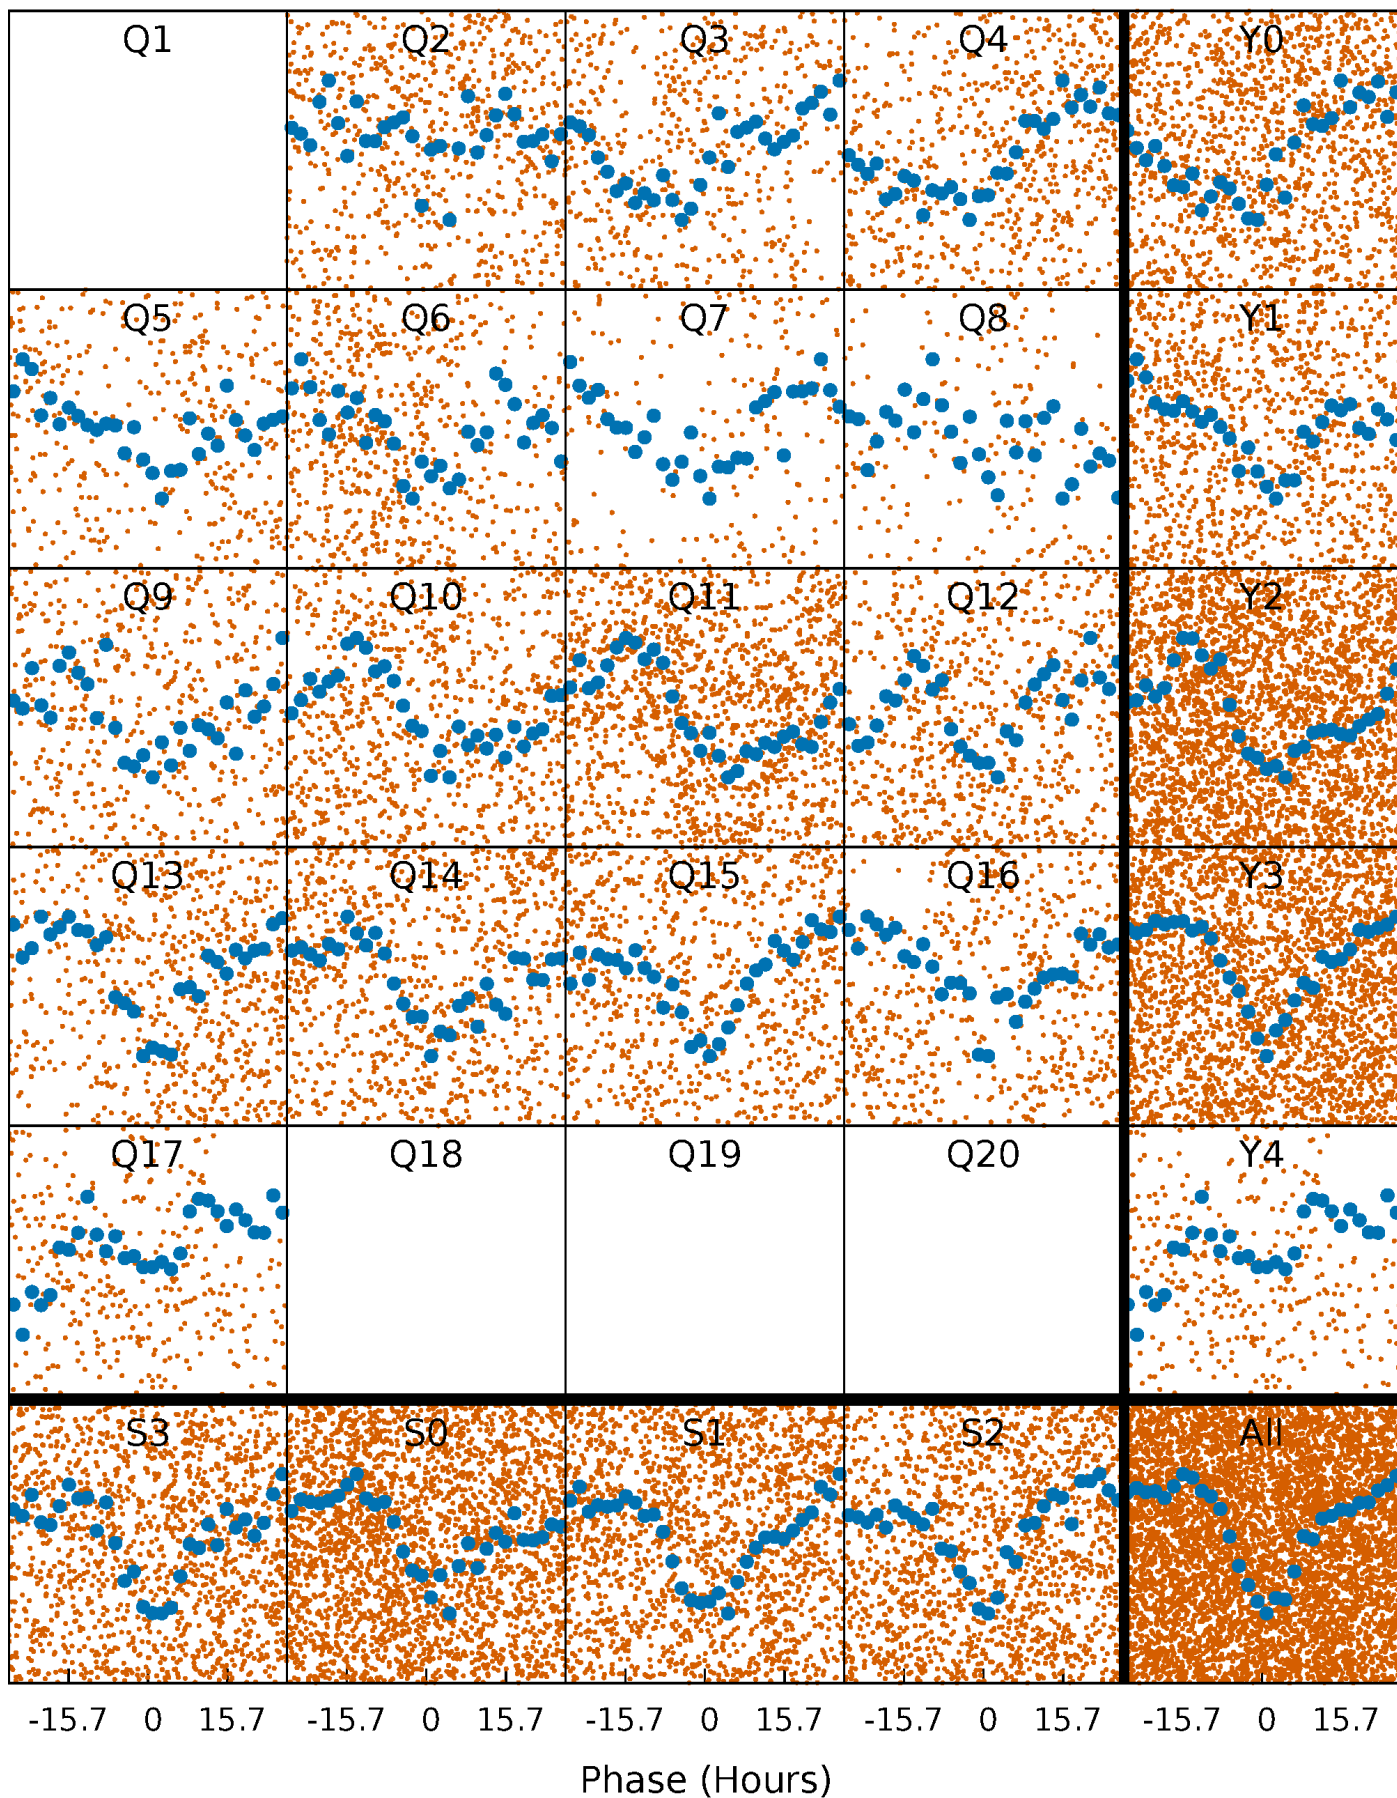 Q1 Q2 Q3 Q4 Y0
Q5 Q6 Q7 Q8 Y1
Q9 Q10 Q11 Q12 Y2
Q13 Q14 Q15 Q16 Y3
Q17 Q18 Q19 Q20 Y4
S3 S0 S1 S2 All
-15.7 0 15.7 -15.7 0 15.7 -15.7 0 15.7 -15.7 0 15.7 -15.7 0 15.7
Phase (Hours)